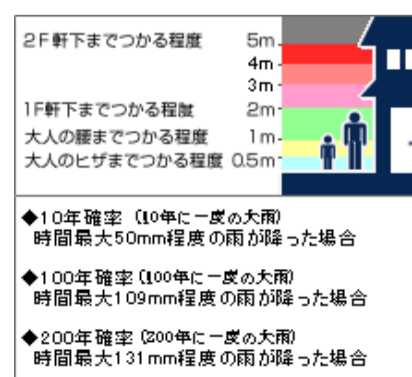 2F軒下までつかる程度 5m
4m
3m
1F軒下までつかる程度 2m
大人の腰までつかる程度 1m
大人のヒザまでつかる程度 0.5m
◆10年確率（10年に一度の大雨）
時間最大50mm程度の雨が降った場合
◆100年確率（100年に一度の大雨）
時間最大109mm程度の雨が降った場合
◆200年確率（200年に一度の大雨）
時間最大131mm程度の雨が降った場合